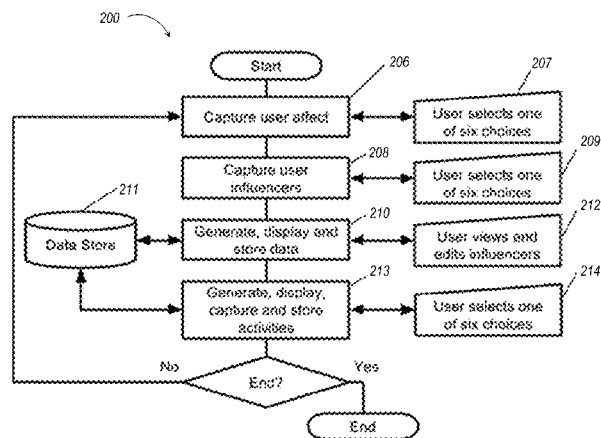 200
Start
206
207
Capture user affect
User selects one
of six choices
208
209
Capture user
influencers
User selects one
of six choices
211
210
212
Data Store
Generate, display and
store data
User views and
edits influencers
213
214
Generate, display,
capture and store
activities
User selects one
of six choices
No
Yes
End?
End